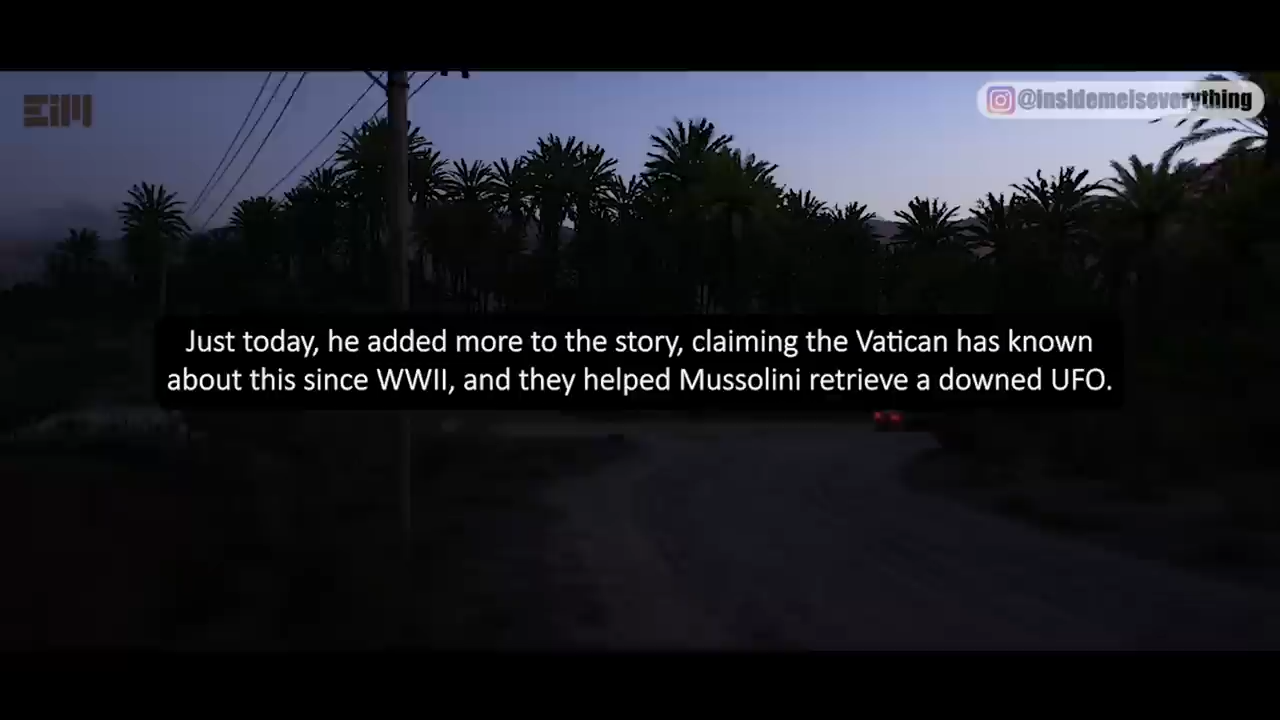 EiM
@insidemeiseverything
Just today, he added more to the story, claiming the Vatican has known
about this since WWII, and they helped Mussolini retrieve a downed UFO.